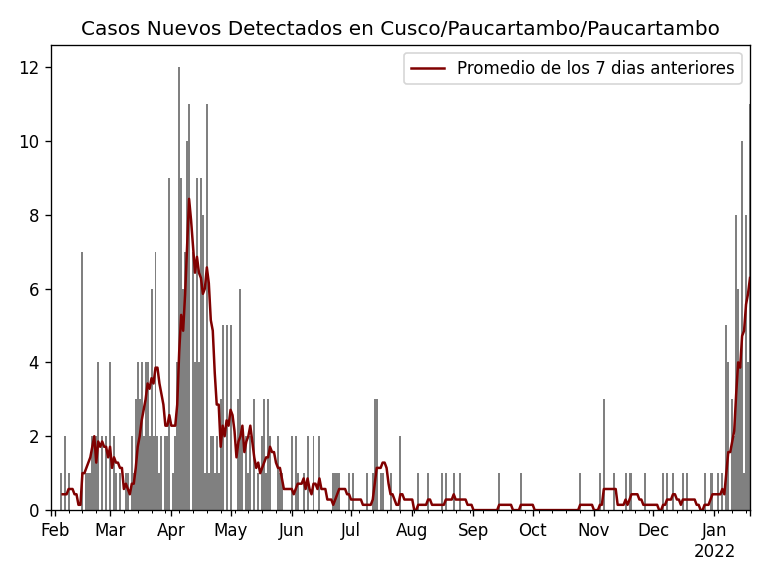 Casos Nuevos Detectados en Cusco/Paucartambo/Paucartambo
Promedio de los 7 dias anteriores
12
10
8
6
4
2
0
Feb Mar Apr May Jun Jul Aug Sep Oct Nov Dec Jan
2022